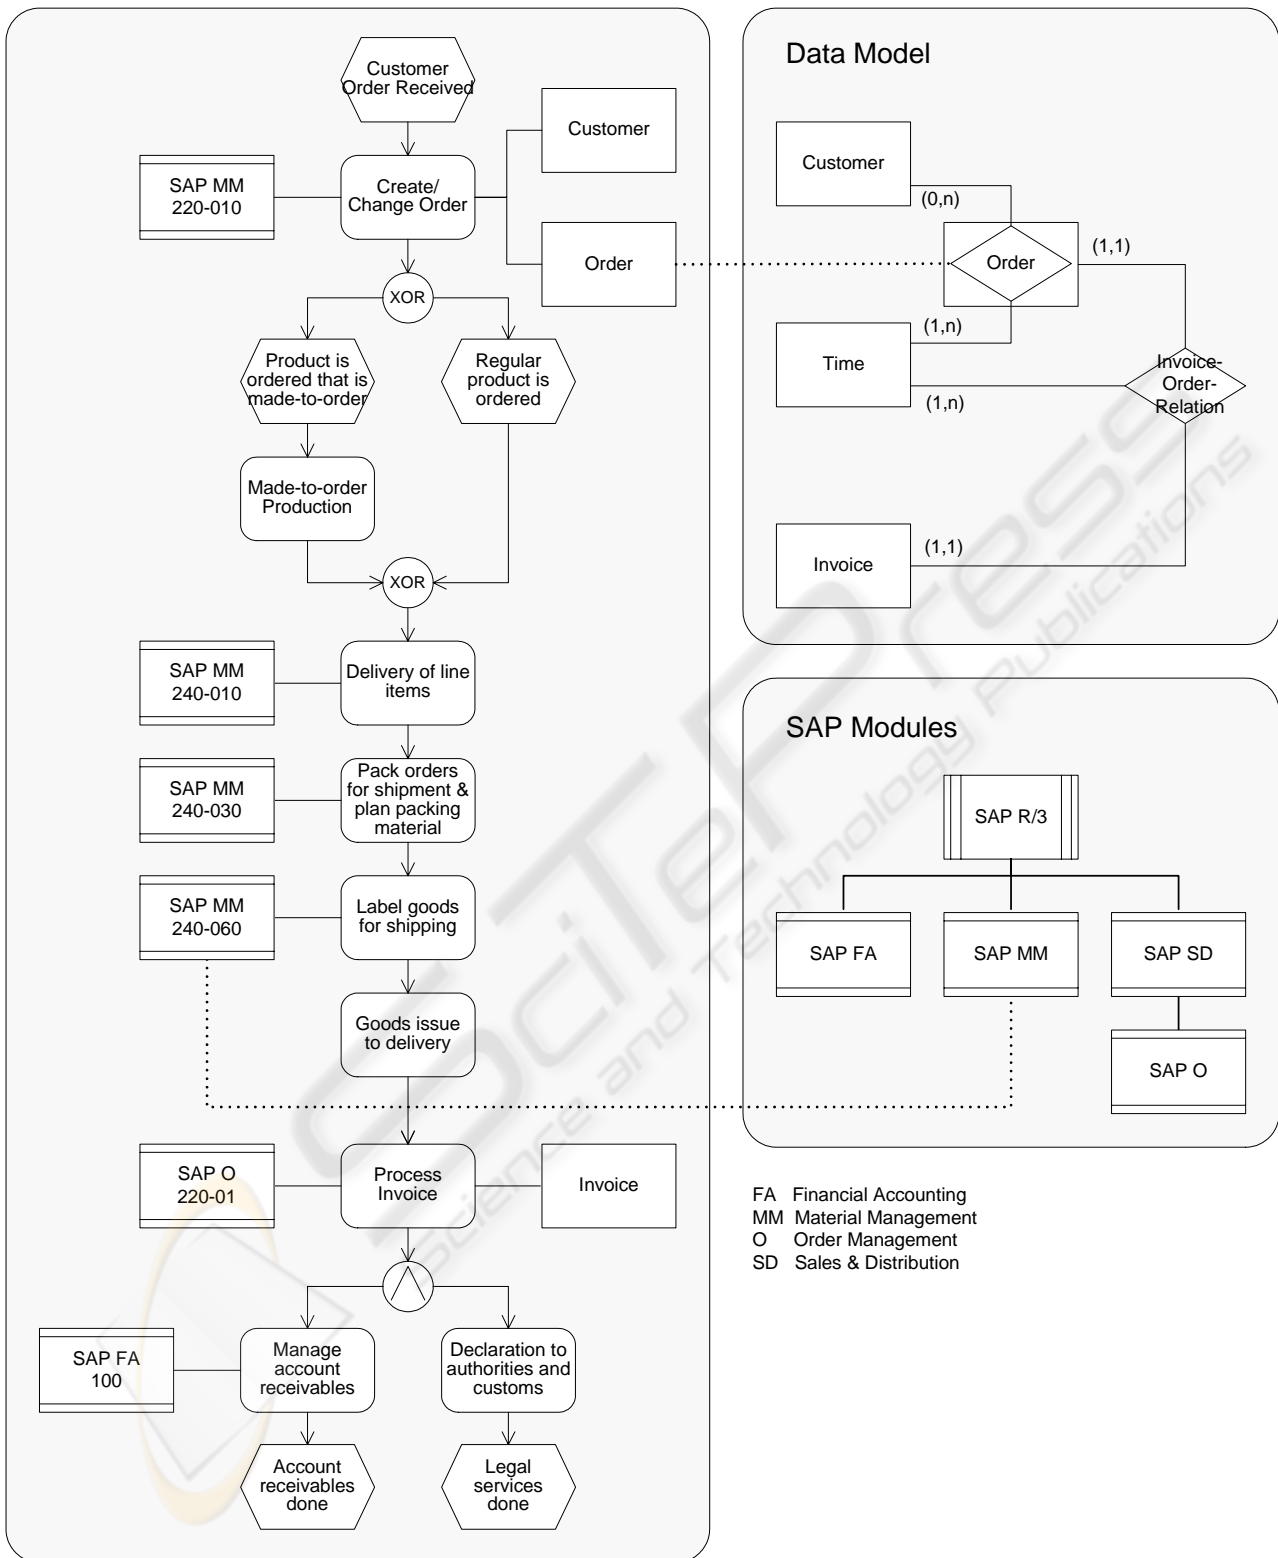 Customer
Order Received
Customer
SAP MM
220-010
Create/
Change Order
Order
XOR
Product is
ordered that is
made-to-order
Regular
product is
ordered
Made-to-order
Production
XOR
SAP MM
240-010
Delivery of line
items
SAP MM
240-030
Pack orders
for shipment &
plan packing
material
SAP MM
240-060
Label goods
for shipping
Goods issue
to delivery
SAP O
220-01
Process
Invoice
Invoice
SAP FA
100
Manage
account
receivables
Declaration to
authorities and
customs
Account
receivables
done
Legal
services
done
Data Model
Customer
(0,n)
Order
(1,1)
Time
(1,n)
(1,n)
Invoice-
Order-
Relation
Invoice
(1,1)
SAP Modules
SAP R/3
SAP FA
SAP MM
SAP SD
SAP O
FA Financial Accounting
MM Material Management
O Order Management
SD Sales & Distribution
SciTePress
Science and Technology Publications